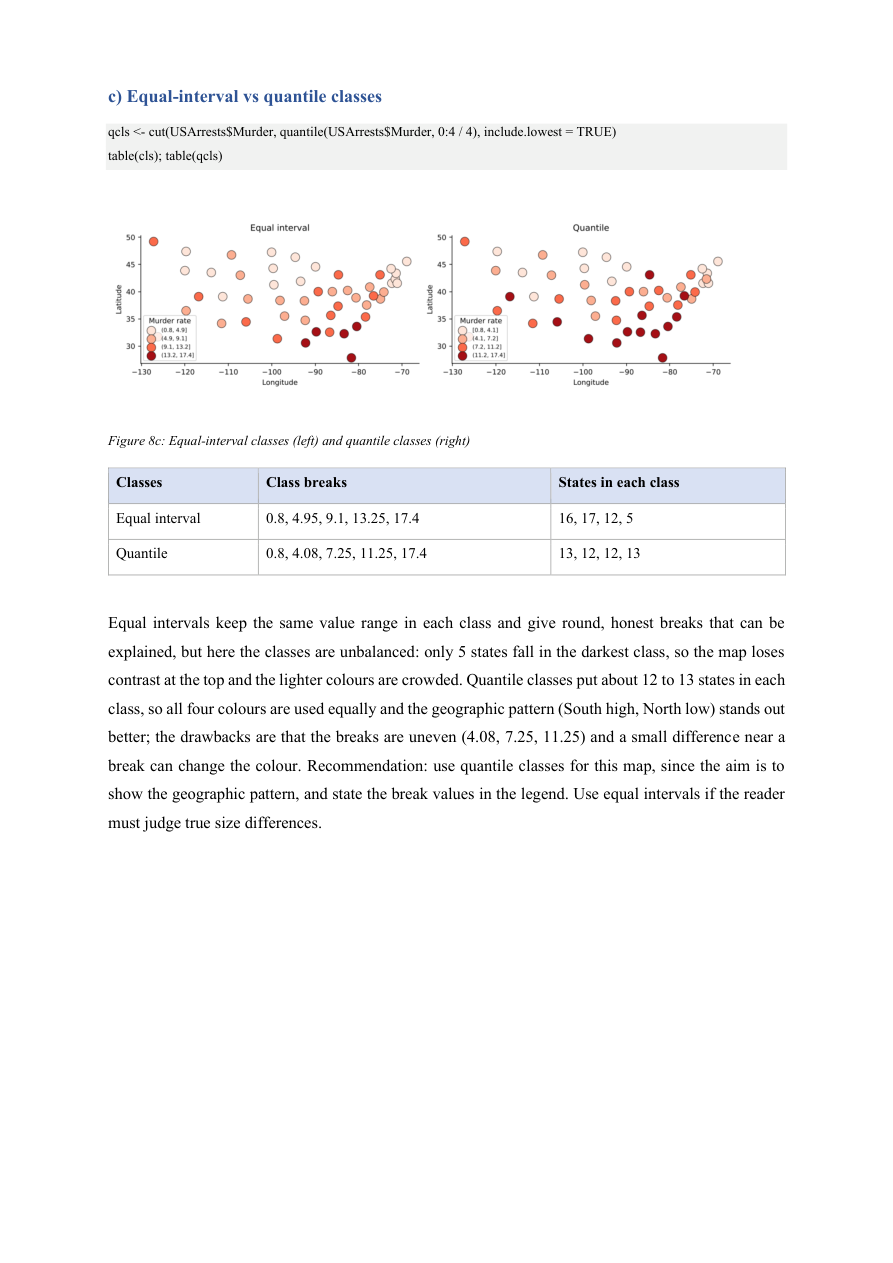 c) Equal-interval vs quantile classes
qcls <- cut(USArrests$Murder, quantile(USArrests$Murder, 0:4 / 4), include.lowest = TRUE)
table(cls); table(qcls)
Equal interval
50
45
40
35
30
Latitude
Murder rate
(0.8, 4.9]
(4.9, 9.1]
(9.1, 13.2]
(13.2, 17.4]
−130 −120 −110 −100 −90 −80 −70
Longitude
Quantile
50
45
40
35
30
Latitude
Murder rate
[0.8, 4.1]
(4.1, 7.2]
(7.2, 11.2]
(11.2, 17.4]
−130 −120 −110 −100 −90 −80 −70
Longitude
Figure 8c: Equal-interval classes (left) and quantile classes (right)
Classes Class breaks States in each class
Equal interval 0.8, 4.95, 9.1, 13.25, 17.4 16, 17, 12, 5
Quantile 0.8, 4.08, 7.25, 11.25, 17.4 13, 12, 12, 13
Equal intervals keep the same value range in each class and give round, honest breaks that can be
explained, but here the classes are unbalanced: only 5 states fall in the darkest class, so the map loses
contrast at the top and the lighter colours are crowded. Quantile classes put about 12 to 13 states in each
class, so all four colours are used equally and the geographic pattern (South high, North low) stands out
better; the drawbacks are that the breaks are uneven (4.08, 7.25, 11.25) and a small difference near a
break can change the colour. Recommendation: use quantile classes for this map, since the aim is to
show the geographic pattern, and state the break values in the legend. Use equal intervals if the reader
must judge true size differences.